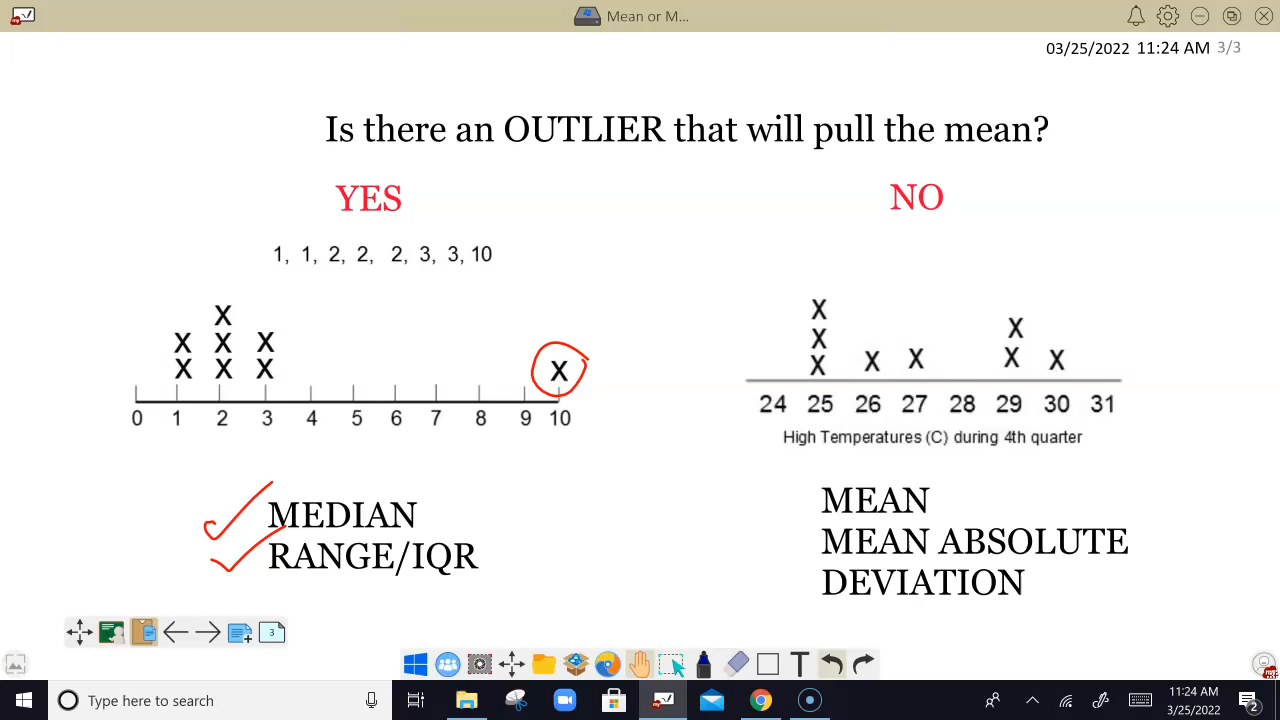 Mean or M...
03/25/2022 11:24 AM 3/3
Is there an OUTLIER that will pull the mean?
YES
1, 1, 2, 2, 2, 3, 3, 10
X
X X X X
X X X X
0 1 2 3 4 5 6 7 8 9 10
MEDIAN
RANGE/IQR
NO
X
X X
X X X X X
24 25 26 27 28 29 30 31
High Temperatures (C) during 4th quarter
MEAN
MEAN ABSOLUTE
DEVIATION
3
T
Type here to search
11:24 AM
3/25/2022
2